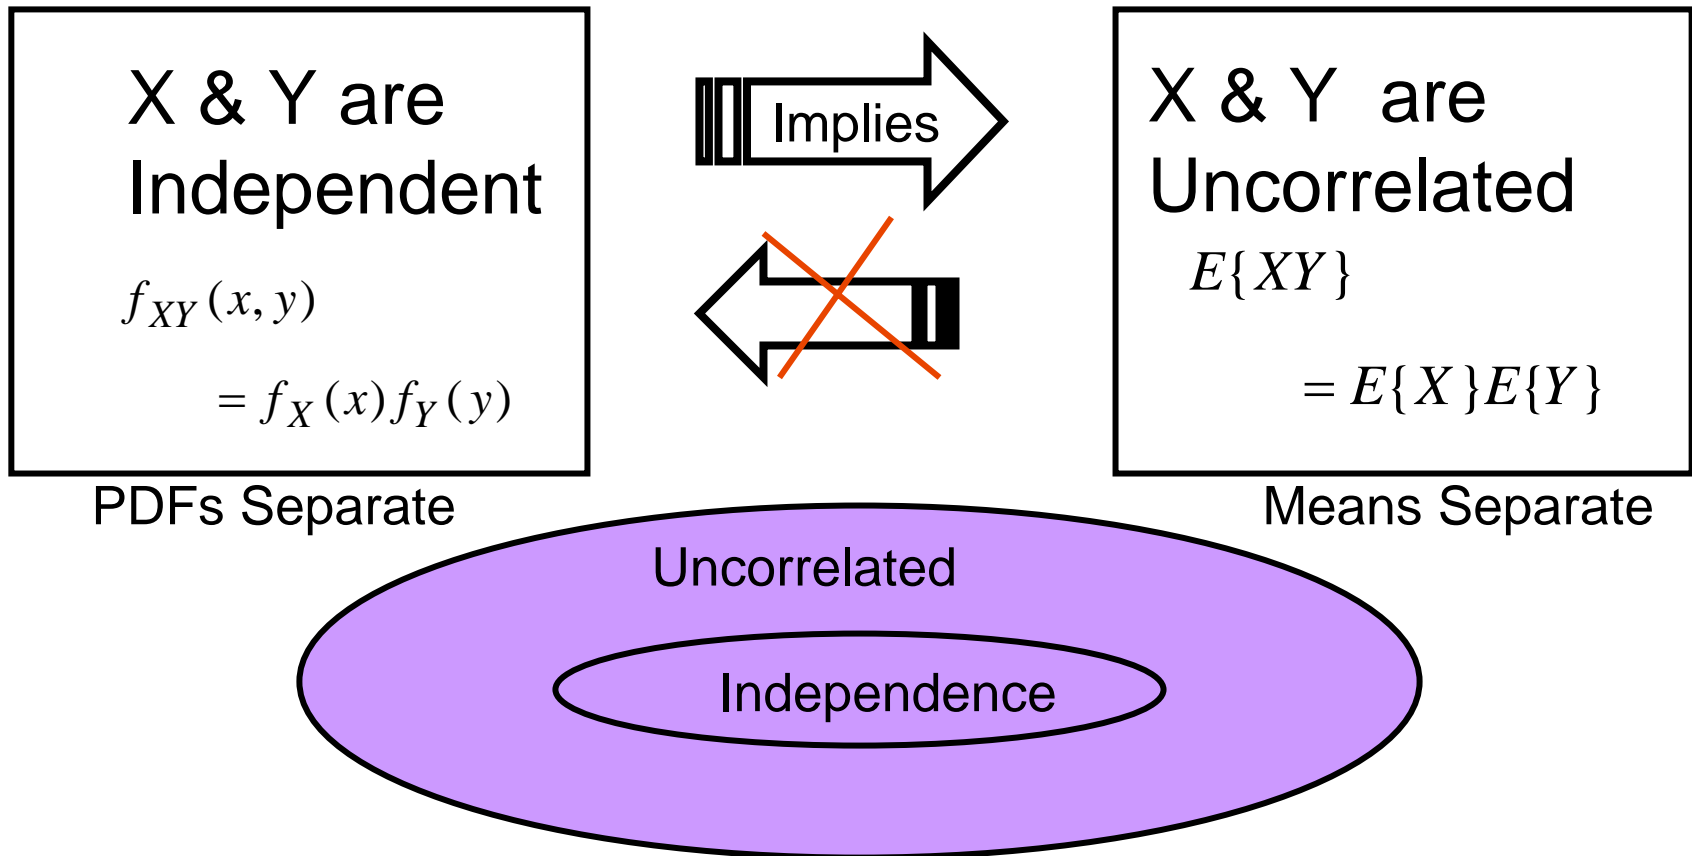 X & Y are
Independent
f_{XY}(x, y)
= f_X(x) f_Y(y)
PDFs Separate
Implies
X & Y are
Uncorrelated
E{XY}
= E{X}E{Y}
Means Separate
Uncorrelated
Independence